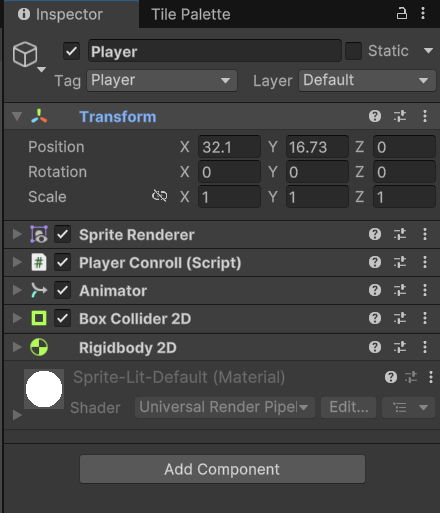 Inspector Tile Palette
Player Static
Tag Player Layer Default
Transform
Position X 32.1 Y 16.73 Z 0
Rotation X 0 Y 0 Z 0
Scale X 1 Y 1 Z 1
Sprite Renderer
# Player Conroll (Script)
Animator
Box Collider 2D
Rigidbody 2D
Sprite-Lit-Default (Material)
Shader Universal Render Pipel Edit...
Add Component